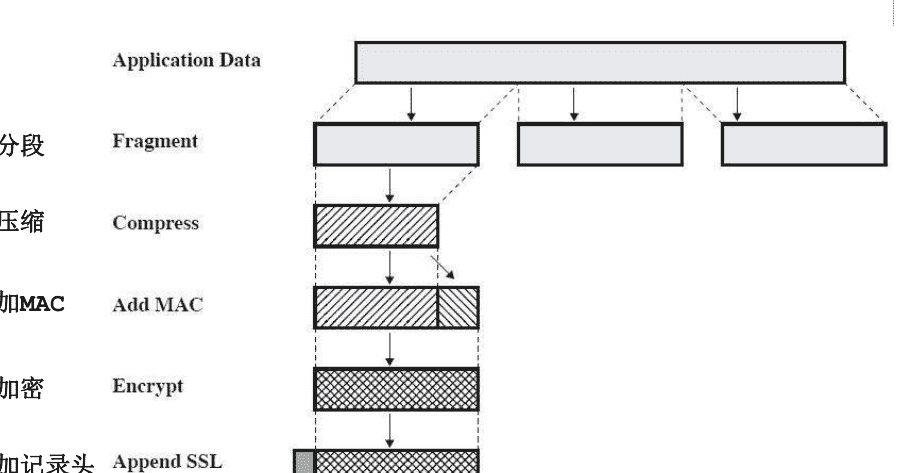 Application Data
分段 Fragment
压缩 Compress
加MAC Add MAC
加密 Encrypt
加记录头 Append SSL